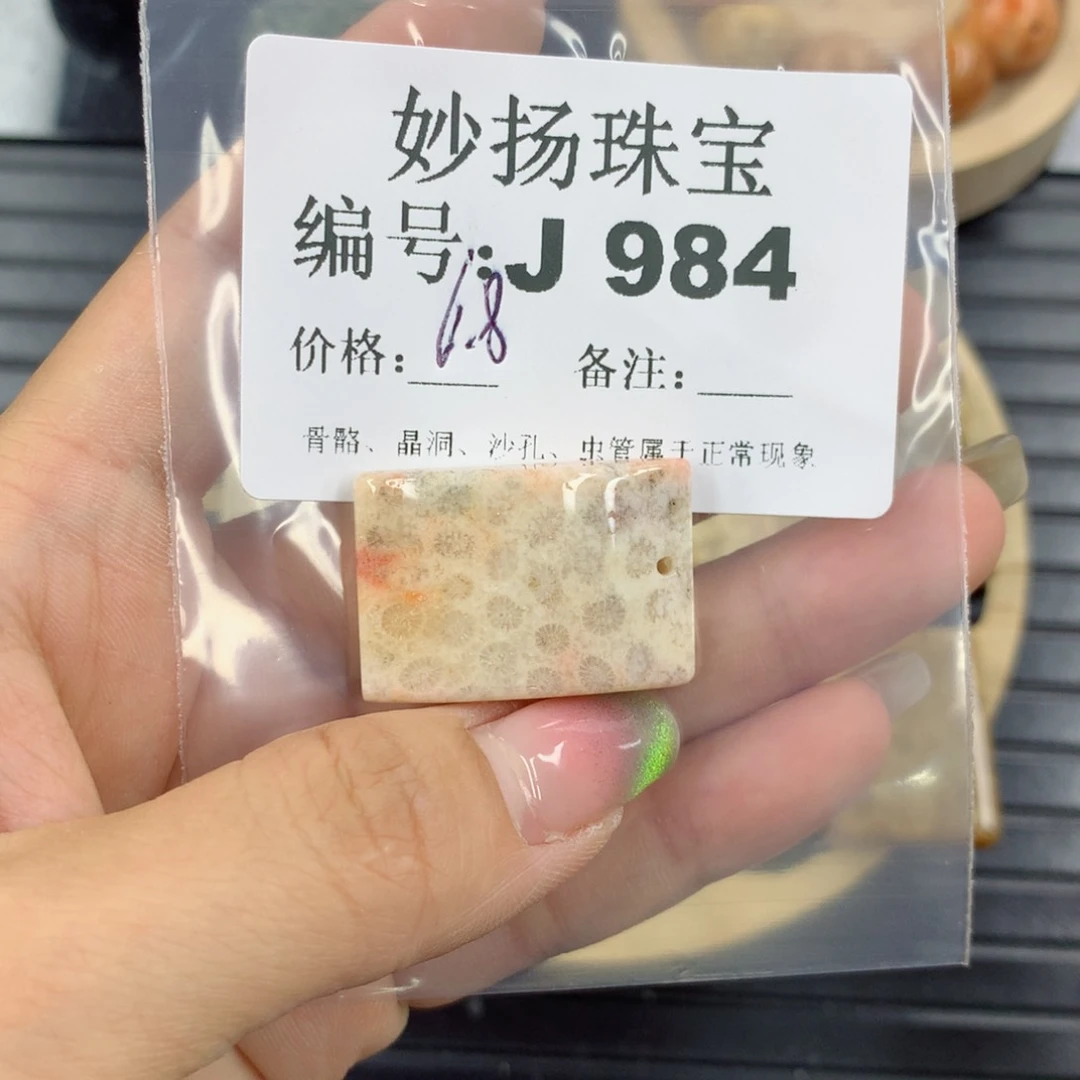 妙扬珠宝
编号:J 984
价格: 68 备注:
骨骼、晶洞、沙孔、虫管属于正常现象